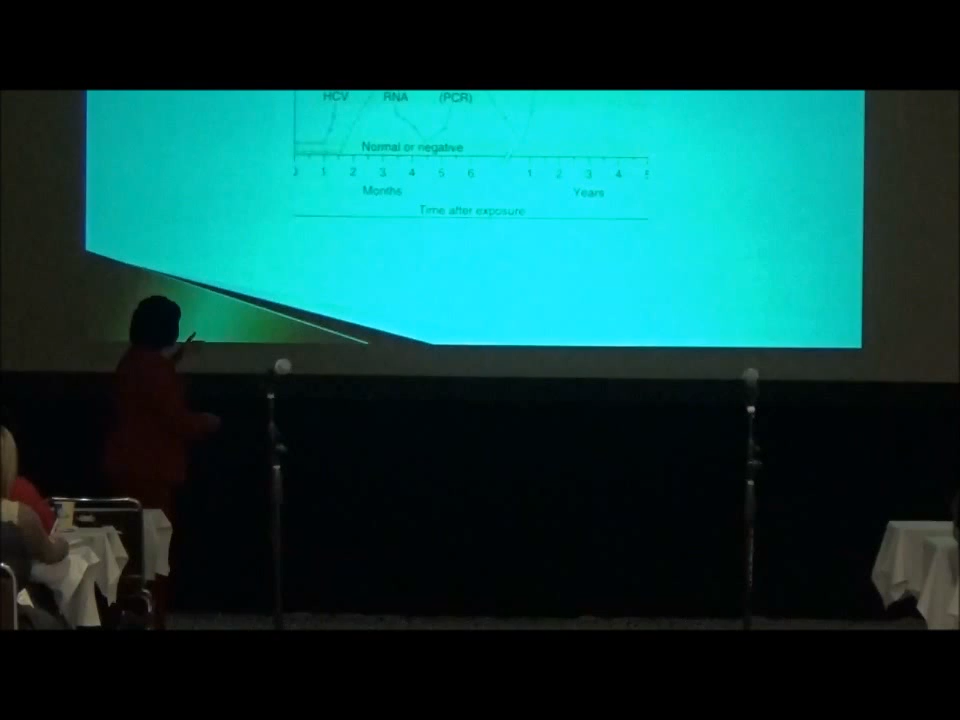 HCV RNA (PCR)
Normal or negative
0 1 2 3 4 5 6 1 2 3 4 5
Months Years
Time after exposure